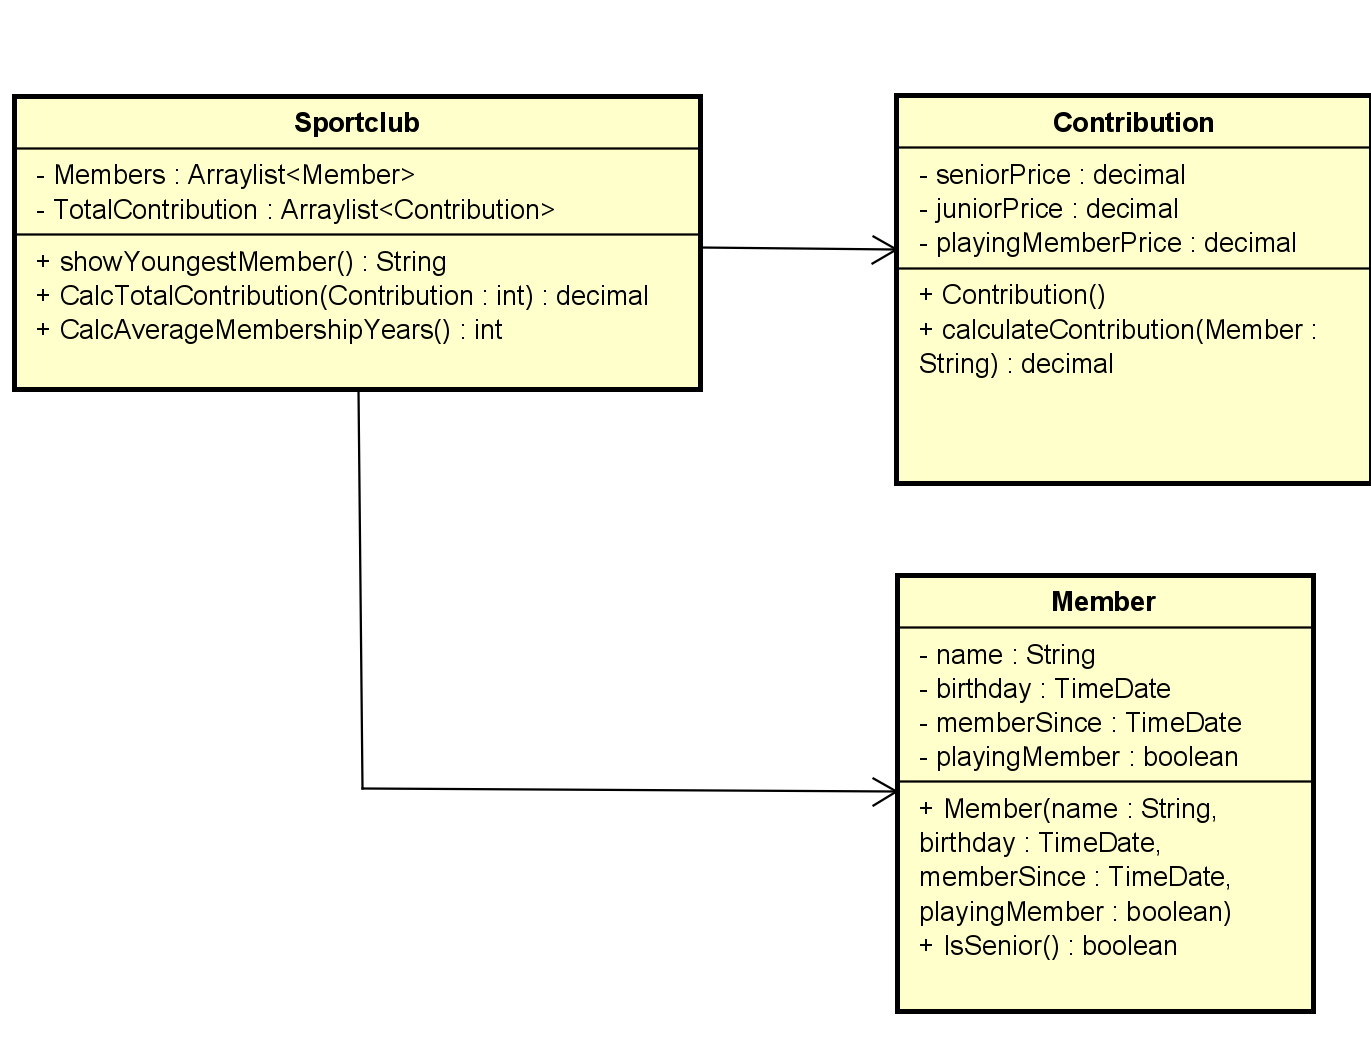 Sportclub
- Members : Arraylist<Member>
- TotalContribution : Arraylist<Contribution>
+ showYoungestMember() : String
+ CalcTotalContribution(Contribution : int) : decimal
+ CalcAverageMembershipYears() : int
Contribution
- seniorPrice : decimal
- juniorPrice : decimal
- playingMemberPrice : decimal
+ Contribution()
+ calculateContribution(Member :
String) : decimal
Member
- name : String
- birthday : TimeDate
- memberSince : TimeDate
- playingMember : boolean
+ Member(name : String,
birthday : TimeDate,
memberSince : TimeDate,
playingMember : boolean)
+ IsSenior() : boolean